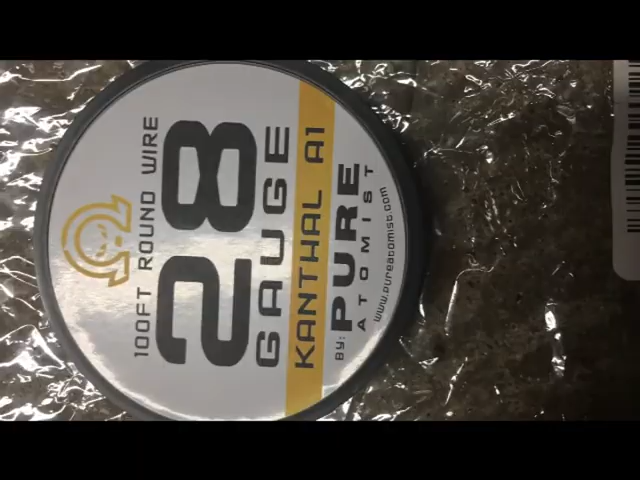 100FT ROUND WIRE
28
GAUGE
KANTHAL A1
BY: PURE
ATOMIST
www.pureatomist.com